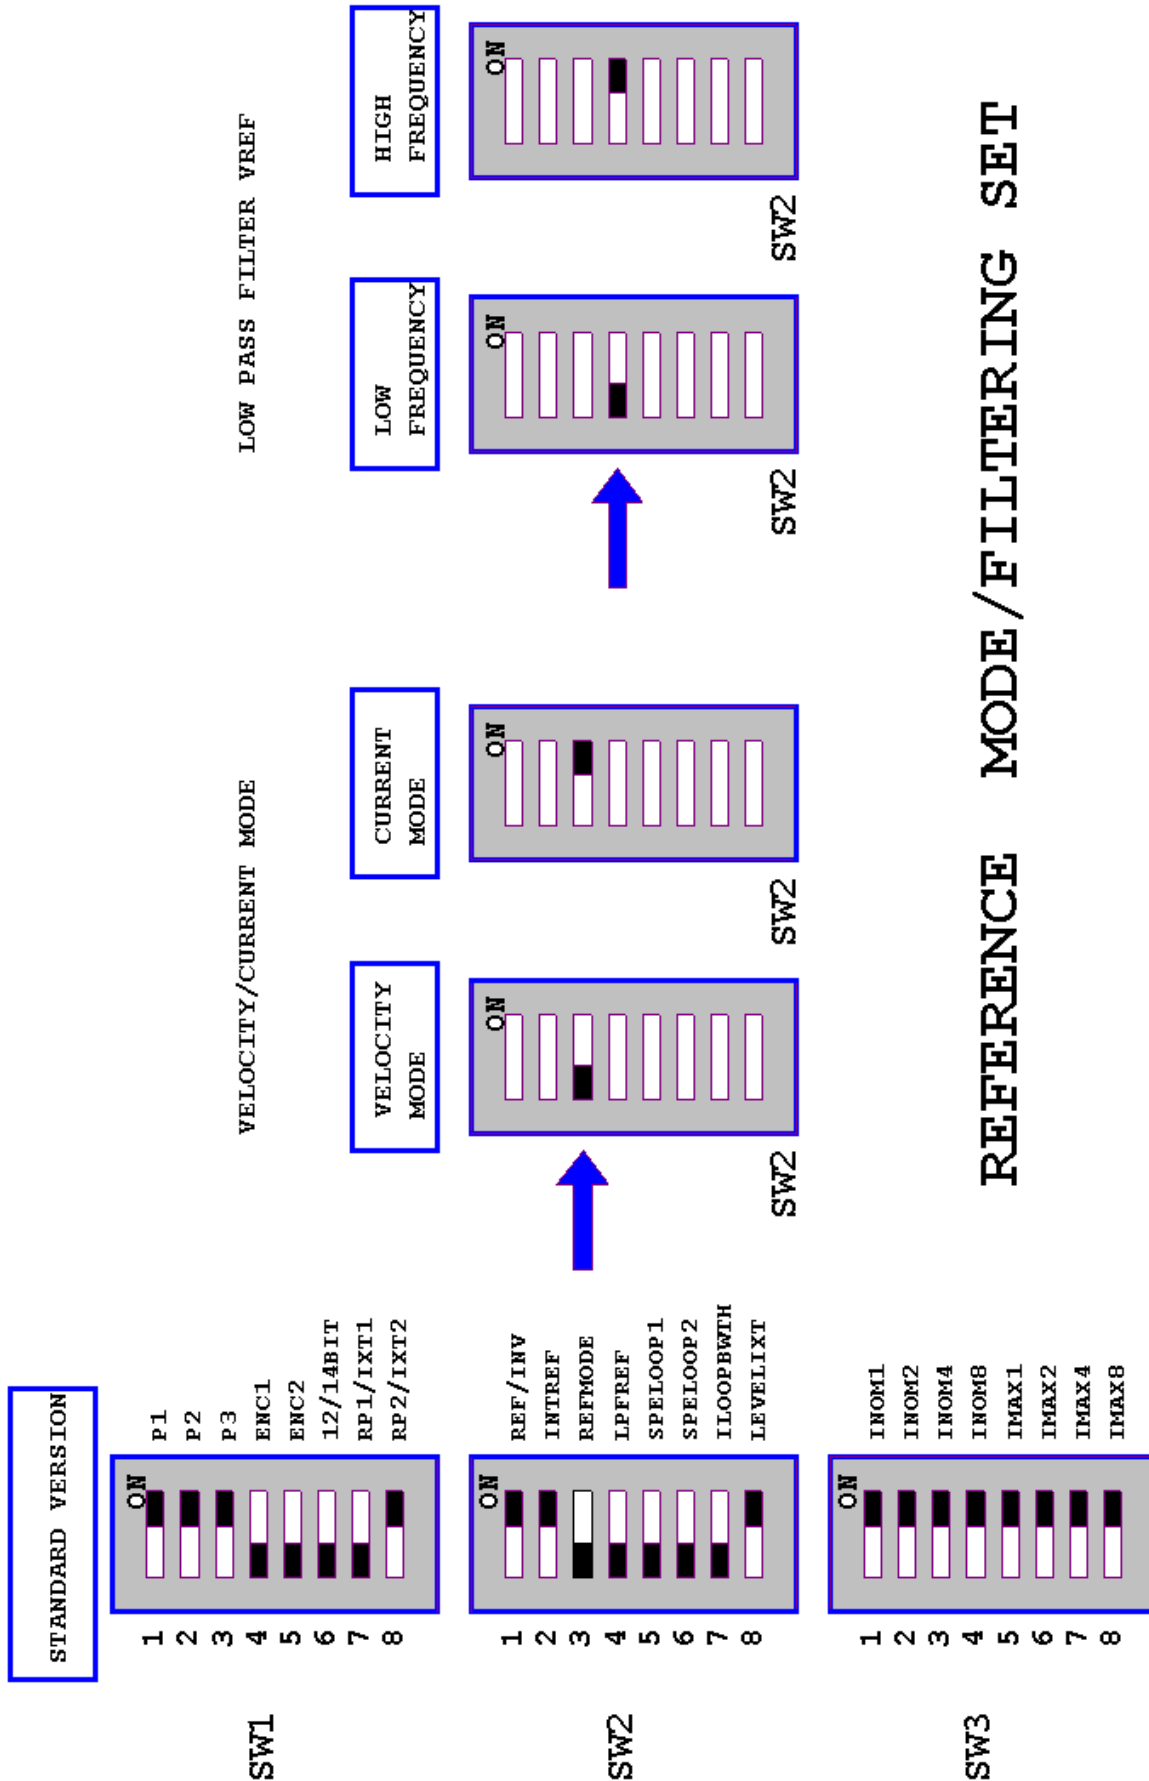 STANDARD VERSION
SW1
1 P1
2 P2
3 P3
4 ENC1
5 ENC2
6 12/14BIT
7 RP1/IXT1
8 RP2/IXT2
ON
SW2
1 REF/INV
2 INTREF
3 REFMODE
4 LPFREF
5 SPELOOP1
6 SPELOOP2
7 ILOOPBWTH
8 LEVELIXT
ON
SW3
1 INOM1
2 INOM2
3 INOM4
4 INOM8
5 IMAX1
6 IMAX2
7 IMAX4
8 IMAX8
ON
VELOCITY/CURRENT MODE
VELOCITY
MODE
ON
SW2
CURRENT
MODE
ON
SW2
LOW PASS FILTER VREF
LOW
FREQUENCY
ON
SW2
HIGH
FREQUENCY
ON
SW2
REFERENCE MODE/FILTERING SET